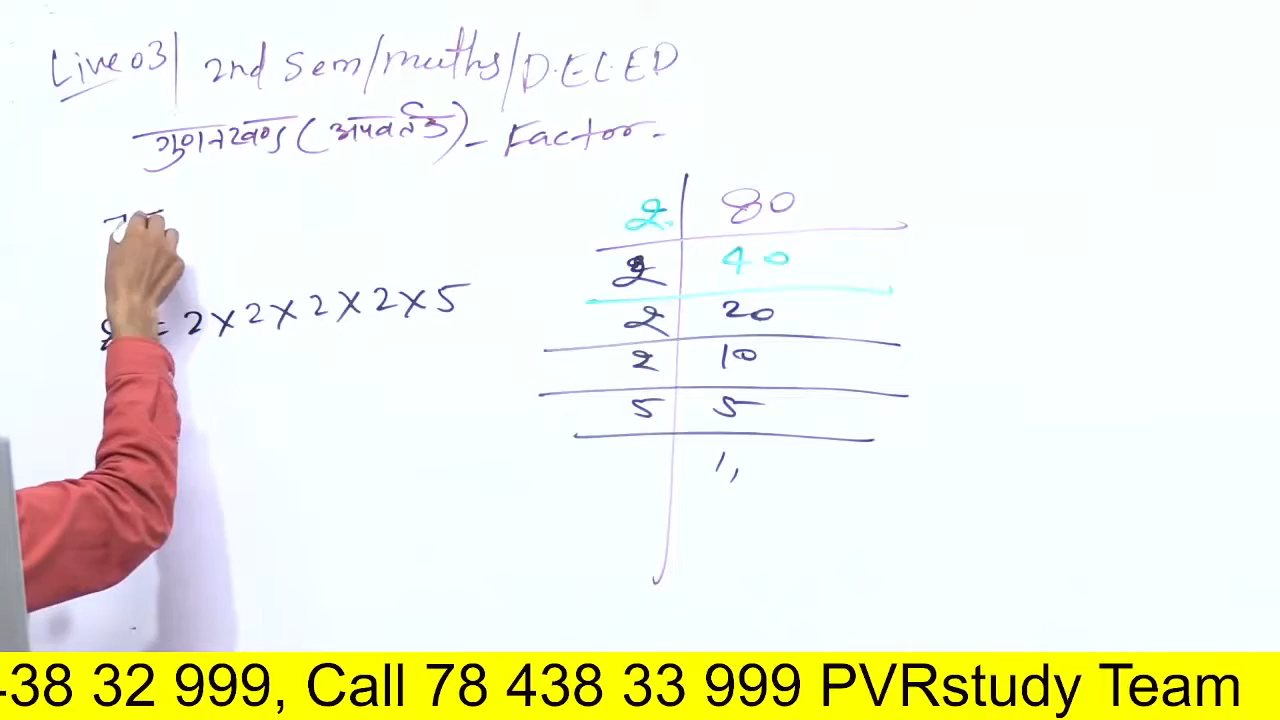 Live 03 | 2nd Sem/Maths/D.EL.ED
गुणनखण्ड (अपवर्तक) - Factor.
= 2 x 2 x 2 x 2 x 5
2 | 80
2 | 40
2 | 20
2 | 10
5 | 5
1,
438 32 999, Call 78 438 33 999 PVRstudy Team